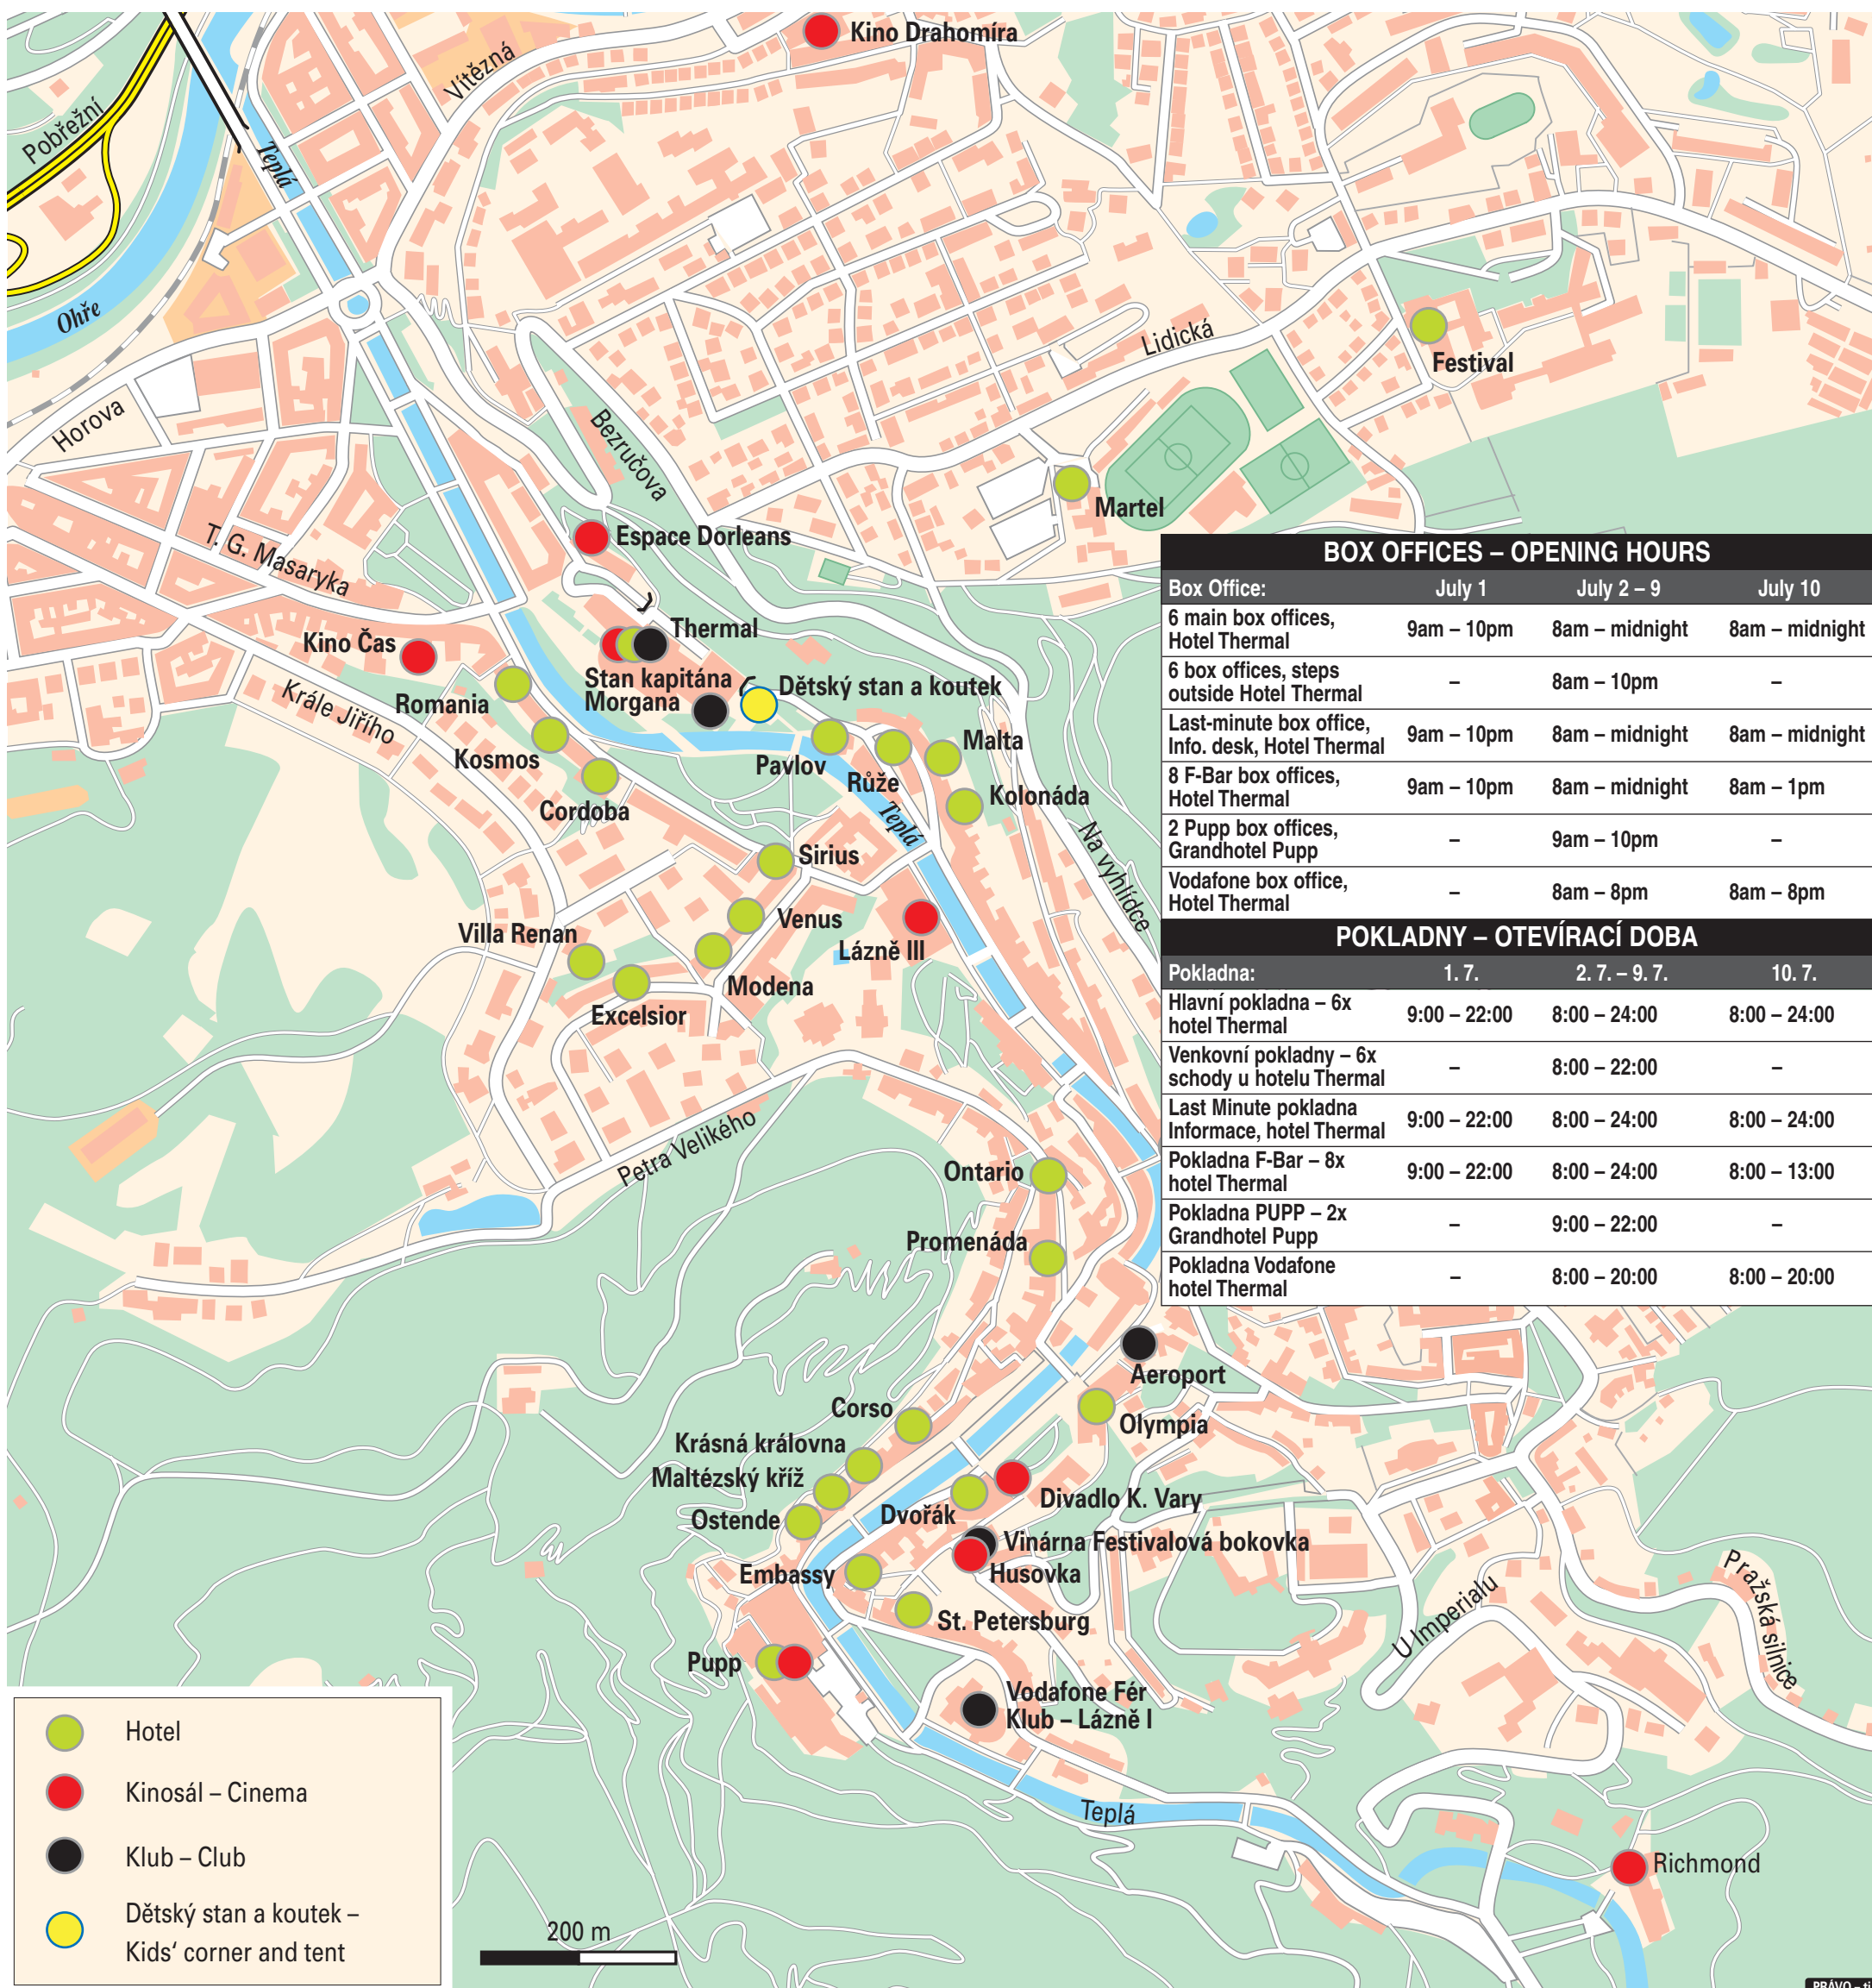 Kino Drahomíra
Vítězná
Pobřežní
Teplá
Ohře
Lidická
Festival
Horova
Bezručova
Martel
T. G. Masaryka
Espace Dorleans
Thermal
Kino Čas
Stan kapitána
Morgana
Dětský stan a koutek
Romania
Krále Jiřího
Kosmos
Pavlov
Růže
Malta
Cordoba
Kolonáda
Teplá
Na vyhlídce
Sirius
Venus
Villa Renan
Lázně III
Modena
Excelsior
Petra Velikého
Ontario
Promenáda
Aeroport
Corso
Olympia
Krásná královna
Maltézský kříž
Divadlo K. Vary
Ostende
Dvořák
Vinárna Festivalová bokovka
Embassy
Husovka
St. Petersburg
U Imperialu
Pražská silnice
Pupp
Vodafone Fér
Klub – Lázně I
Teplá
Richmond
BOX OFFICES – OPENING HOURS
Box Office: July 1 July 2 – 9 July 10
6 main box offices,
Hotel Thermal 9am – 10pm 8am – midnight 8am – midnight
6 box offices, steps
outside Hotel Thermal – 8am – 10pm –
Last-minute box office,
Info. desk, Hotel Thermal 9am – 10pm 8am – midnight 8am – midnight
8 F-Bar box offices,
Hotel Thermal 9am – 10pm 8am – midnight 8am – 1pm
2 Pupp box offices,
Grandhotel Pupp – 9am – 10pm –
Vodafone box office,
Hotel Thermal – 8am – 8pm 8am – 8pm
POKLADNY – OTEVÍRACÍ DOBA
Pokladna: 1. 7. 2. 7. – 9. 7. 10. 7.
Hlavní pokladna – 6x
hotel Thermal 9:00 – 22:00 8:00 – 24:00 8:00 – 24:00
Venkovní pokladny – 6x
schody u hotelu Thermal – 8:00 – 22:00 –
Last Minute pokladna
Informace, hotel Thermal 9:00 – 22:00 8:00 – 24:00 8:00 – 24:00
Pokladna F-Bar – 8x
hotel Thermal 9:00 – 22:00 8:00 – 24:00 8:00 – 13:00
Pokladna PUPP – 2x
Grandhotel Pupp – 9:00 – 22:00 –
Pokladna Vodafone
hotel Thermal – 8:00 – 20:00 8:00 – 20:00
Hotel
Kinosál – Cinema
Klub – Club
Dětský stan a koutek –
Kids' corner and tent
200 m
PRÁVO –